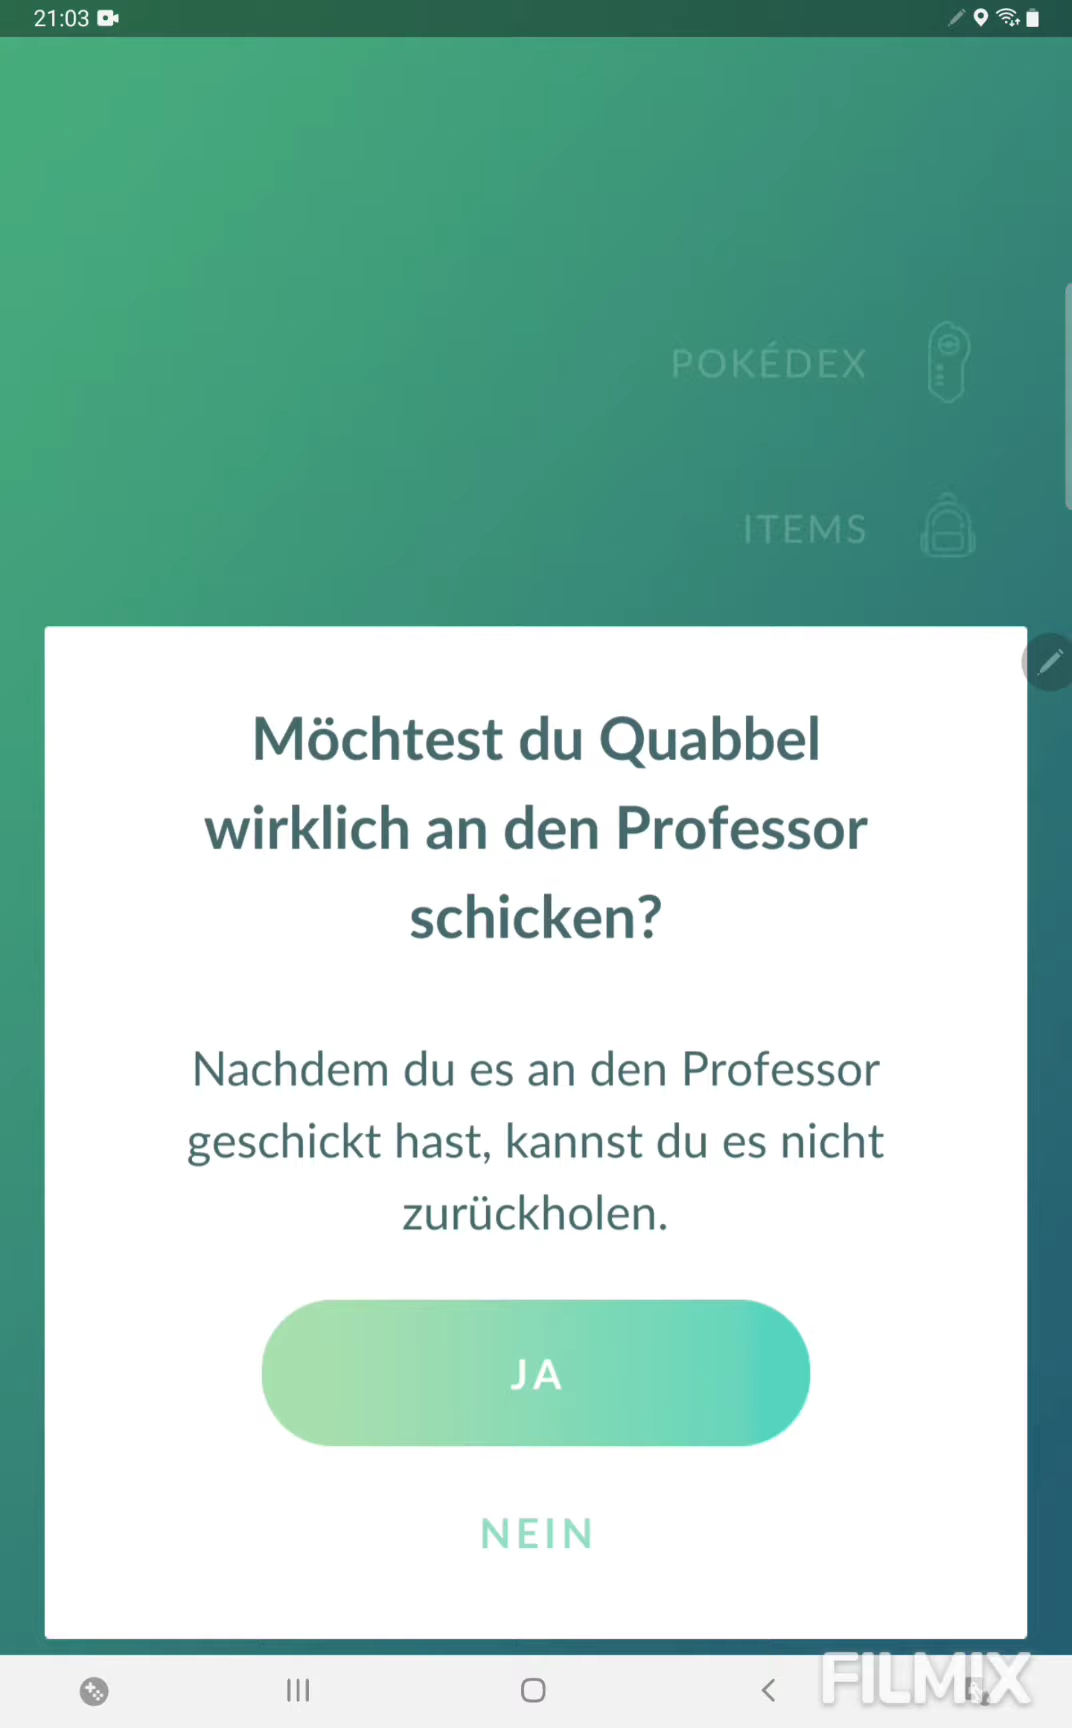 21:03
POKÉDEX
ITEMS
Möchtest du Quabbel
wirklich an den Professor
schicken?
Nachdem du es an den Professor
geschickt hast, kannst du es nicht
zurückholen.
JA
NEIN
FILMIX